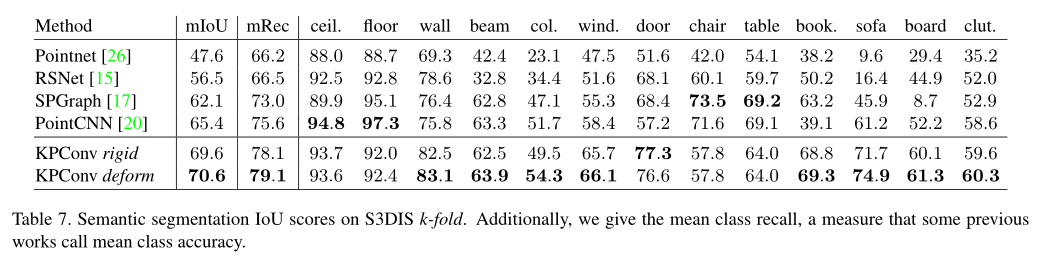 Method mIoU mRec ceil. floor wall beam col. wind. door chair table book. sofa board clut.
Pointnet [26] 47.6 66.2 88.0 88.7 69.3 42.4 23.1 47.5 51.6 42.0 54.1 38.2 9.6 29.4 35.2
RSNet [15] 56.5 66.5 92.5 92.8 78.6 32.8 34.4 51.6 68.1 60.1 59.7 50.2 16.4 44.9 52.0
SPGraph [17] 62.1 73.0 89.9 95.1 76.4 62.8 47.1 55.3 68.4 73.5 69.2 63.2 45.9 8.7 52.9
PointCNN [20] 65.4 75.6 94.8 97.3 75.8 63.3 51.7 58.4 57.2 71.6 69.1 39.1 61.2 52.2 58.6
KPConv rigid 69.6 78.1 93.7 92.0 82.5 62.5 49.5 65.7 77.3 57.8 64.0 68.8 71.7 60.1 59.6
KPConv deform 70.6 79.1 93.6 92.4 83.1 63.9 54.3 66.1 76.6 57.8 64.0 69.3 74.9 61.3 60.3
Table 7. Semantic segmentation IoU scores on S3DIS k-fold. Additionally, we give the mean class recall, a measure that some previous
works call mean class accuracy.